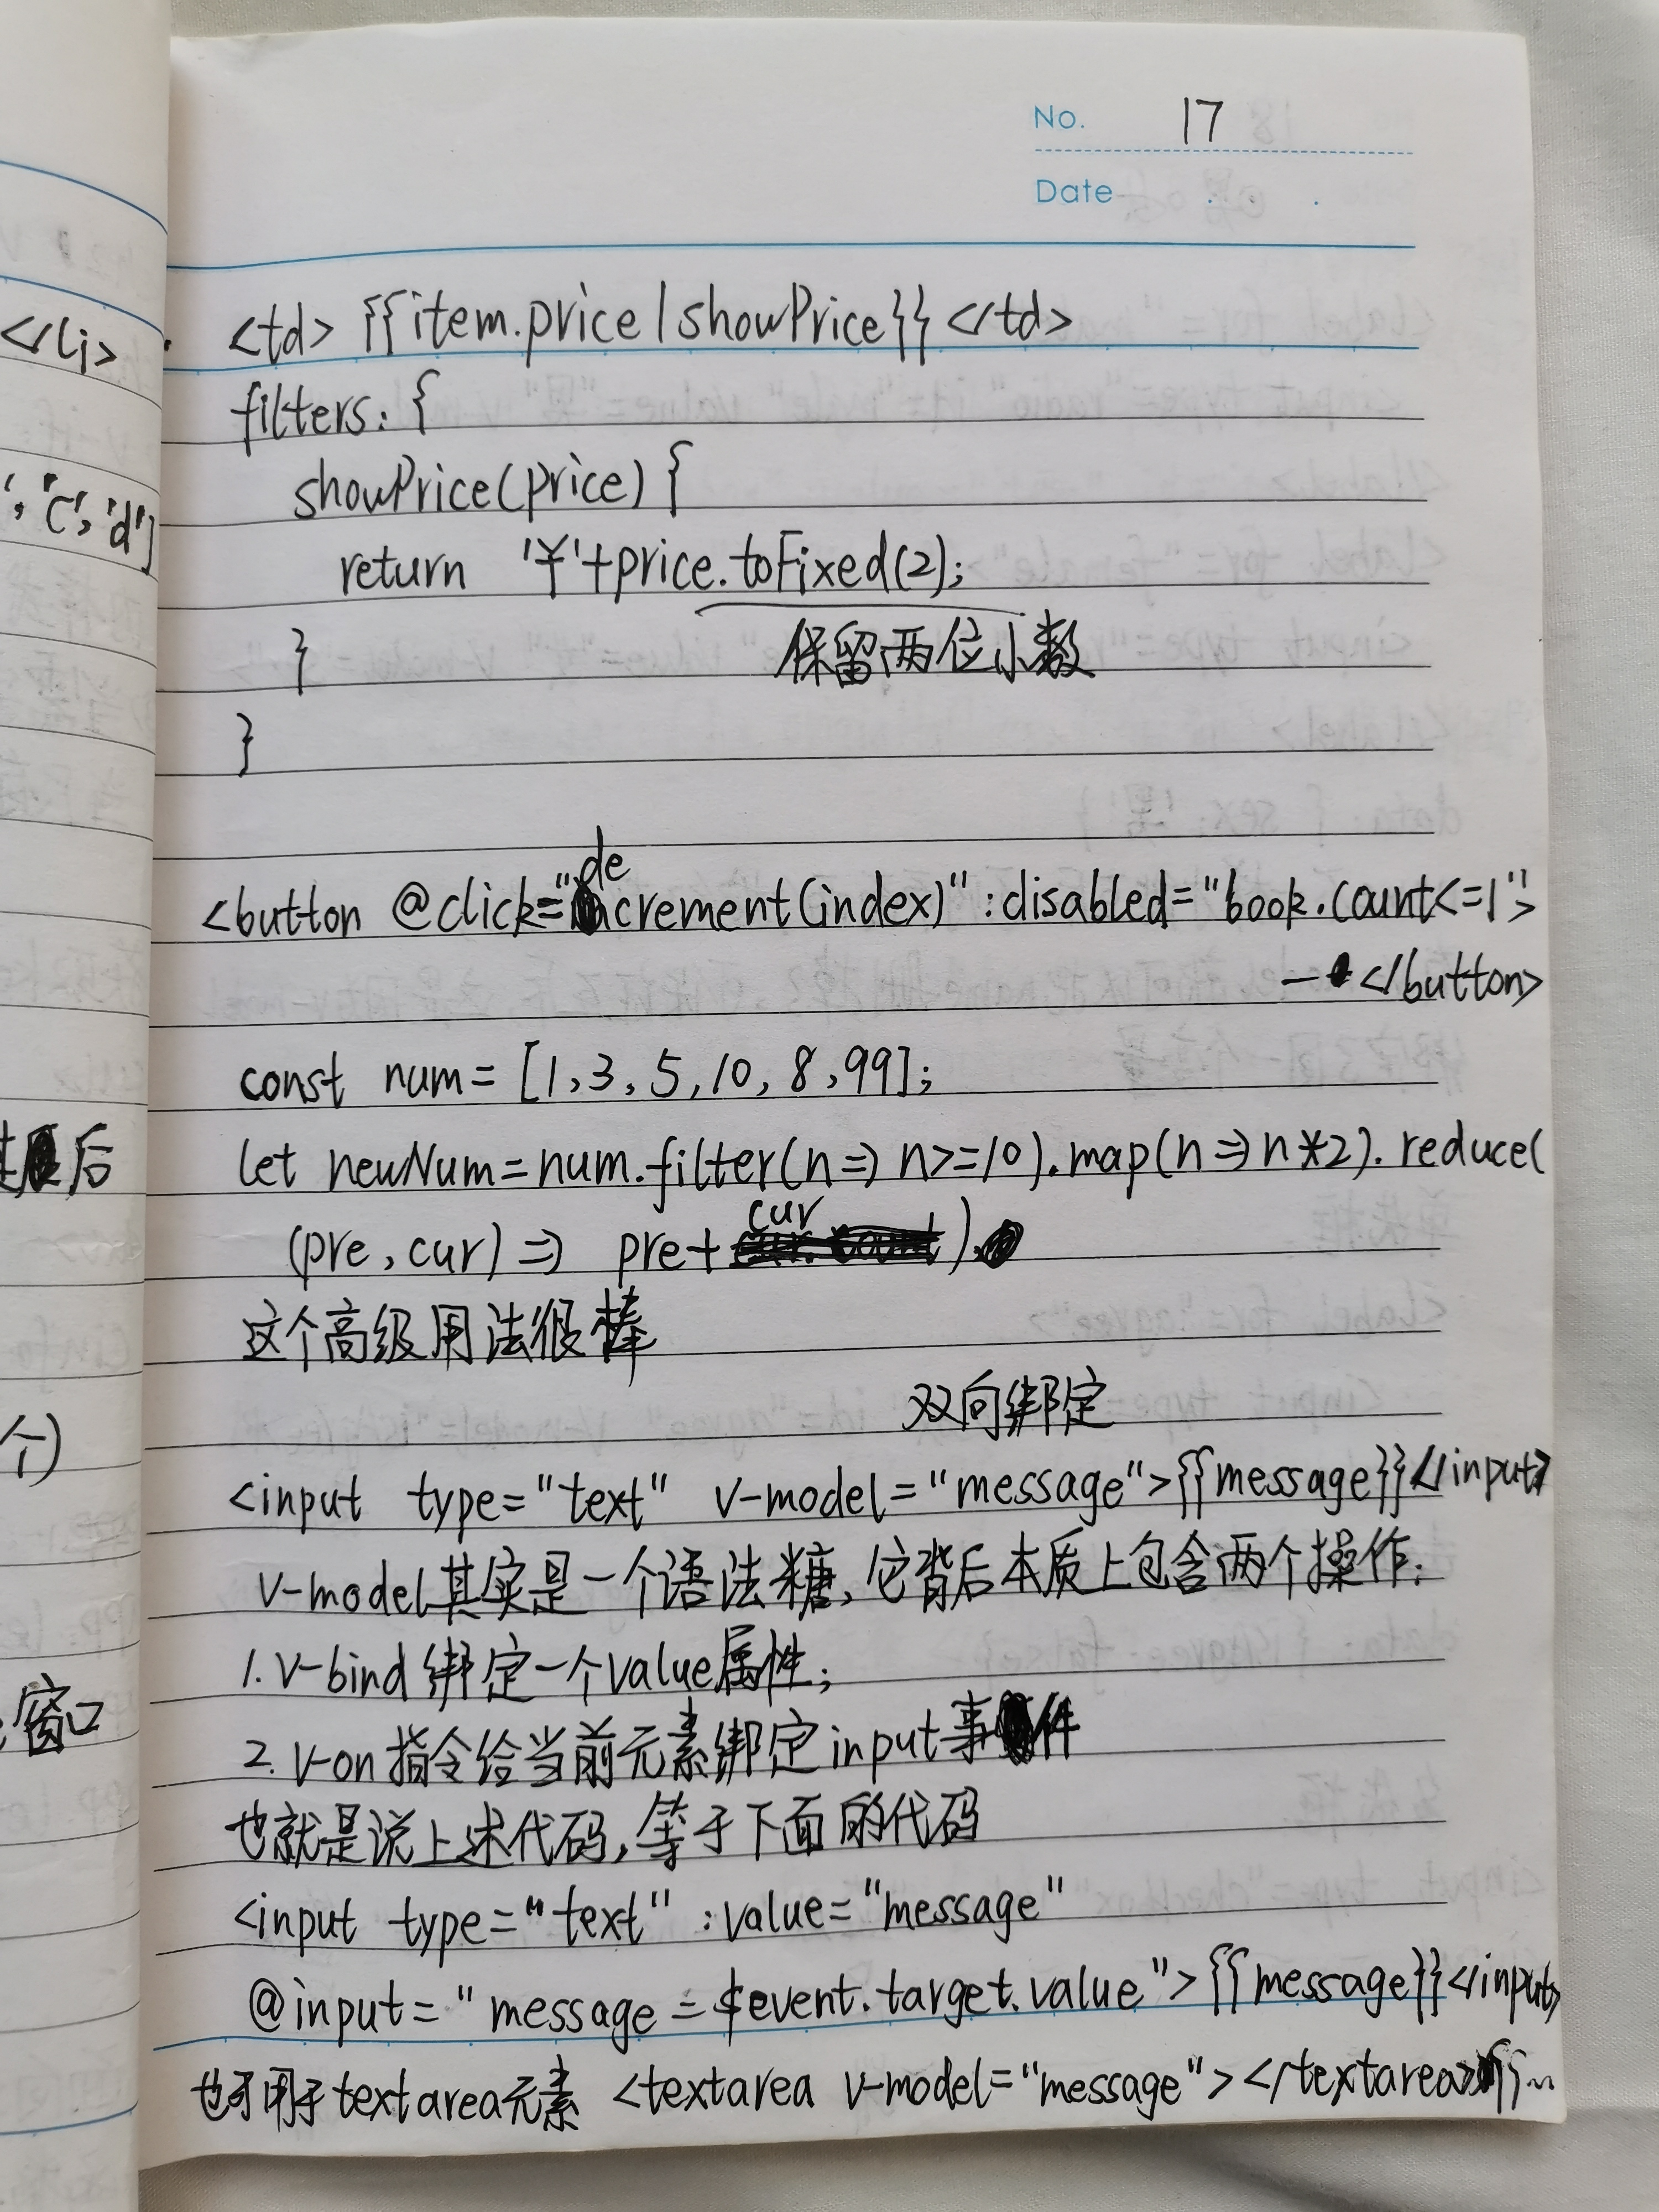 No. 17
Date
</li>
<td> {{item.price | showPrice}} </td>
filters: {
showPrice(price) {
', 'c', 'd']
return '¥'+price.toFixed(2);
}
保留两位小数
}
<button @click="decrement(index)" :disabled="book.count<=1">
- </button>
const num = [1, 3, 5, 10, 8, 99];
后
let newNum = num.filter(n => n>=10).map(n => n*2).reduce(
(pre, cur) => pre + cur)
这个高级用法很棒
双向绑定
个)
<input type="text" v-model="message">{{message}}</input>
v-model其实是一个语法糖,它背后本质上包含两个操作:
1. v-bind 绑定一个value属性;
窗口
2. v-on 指令给当前元素绑定input事件
也就是说上述代码,等于下面的代码
<input type="text" :value="message"
@input="message = $event.target.value">{{message}}</input>
也可用于textarea元素 <textarea v-model="message"></textarea>